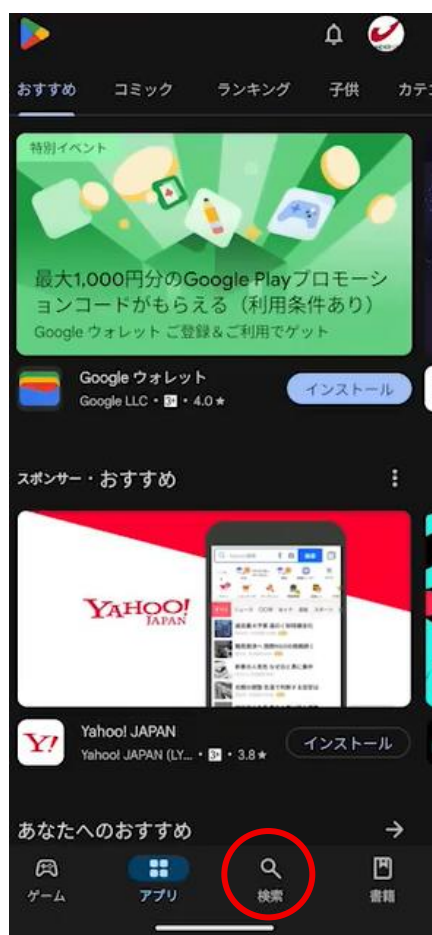 おすすめ コミック ランキング 子供 カテゴ
特別イベント
最大1,000円分のGoogle Playプロモーシ
ョンコードがもらえる（利用条件あり）
Google ウォレット ご登録＆ご利用でゲット
Google ウォレット
Google LLC • 3+ • 4.0★
インストール
スポンサー・おすすめ
YAHOO!
JAPAN
Y!
Yahoo! JAPAN
Yahoo! JAPAN (LY... • 3+ • 3.8★
インストール
あなたへのおすすめ
ゲーム アプリ 検索 書籍